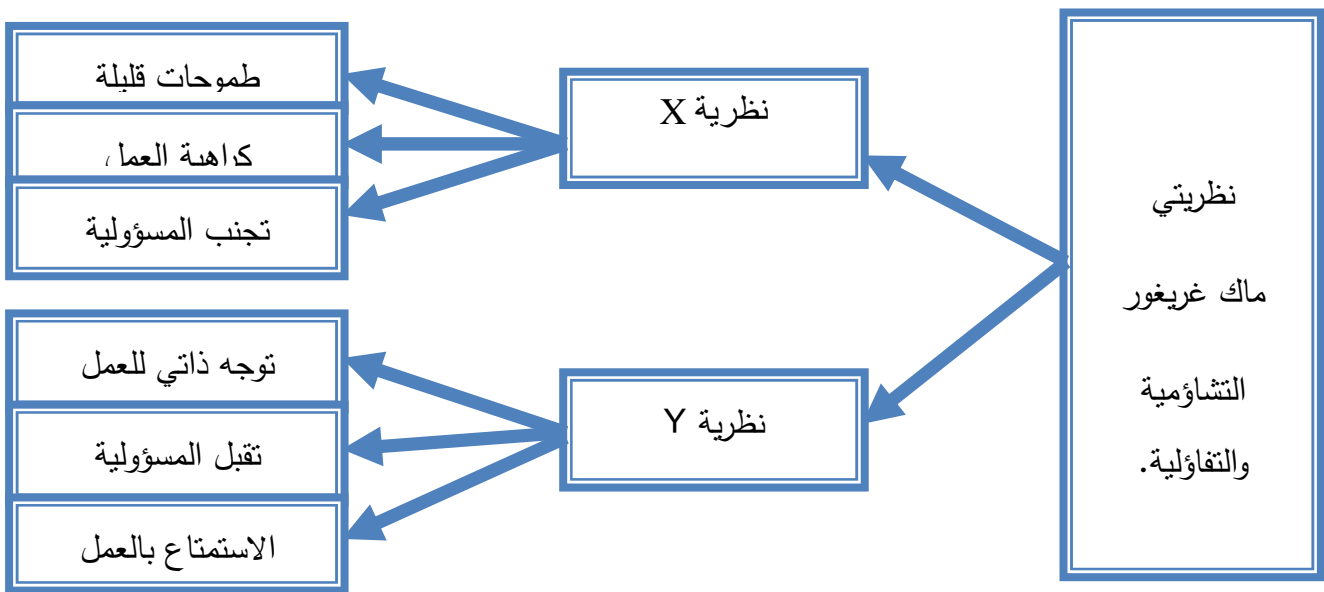 نظريتي
ماك غريغور
التشاؤمية
والتفاؤلية.
نظرية X
طموحات قليلة
كراهية العمل
تجنب المسؤولية
نظرية Y
توجه ذاتي للعمل
تقبل المسؤولية
الاستمتاع بالعمل